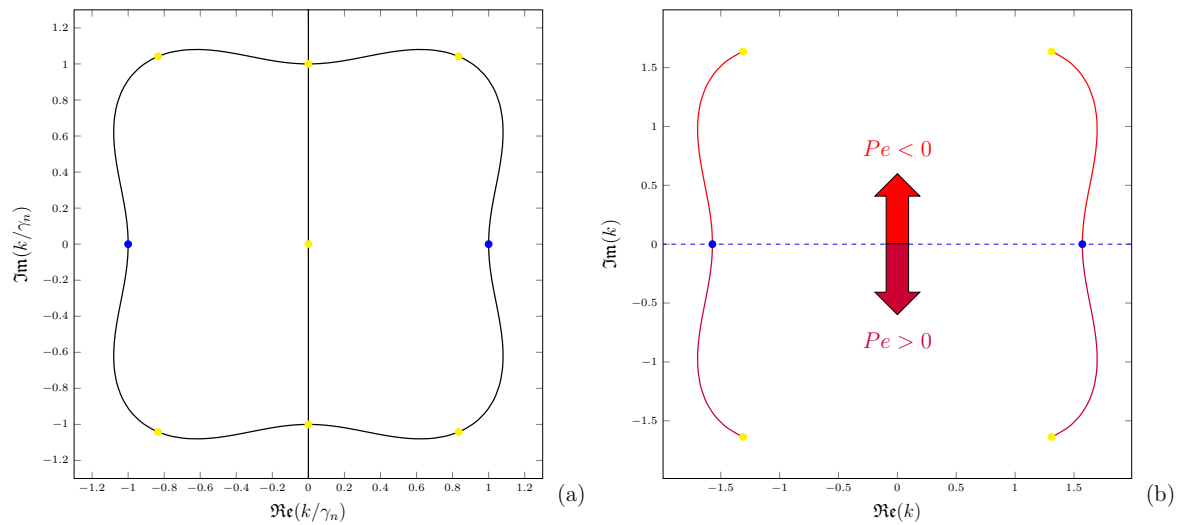 1.2
1
0.8
0.6
0.4
0.2
0
−0.2
−0.4
−0.6
−0.8
−1
−1.2
ℑ𝔪(k/γₙ)
−1.2 −1 −0.8 −0.6 −0.4 −0.2 0 0.2 0.4 0.6 0.8 1 1.2
ℜ𝔢(k/γₙ)
(a)
1.5
1
0.5
0
−0.5
−1
−1.5
ℑ𝔪(k)
Pe < 0
Pe > 0
−1.5 −1 −0.5 0 0.5 1 1.5
ℜ𝔢(k)
(b)